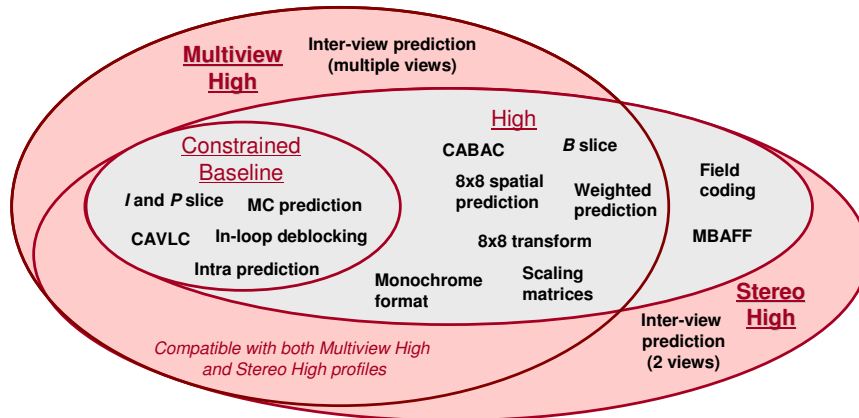 Multiview
High
Inter-view prediction
(multiple views)
High
Constrained
Baseline
CABAC
B slice
I and P slice
MC prediction
8x8 spatial
prediction
Weighted
prediction
Field
coding
CAVLC
In-loop deblocking
8x8 transform
MBAFF
Intra prediction
Monochrome
format
Scaling
matrices
Stereo
High
Inter-view
prediction
(2 views)
Compatible with both Multiview High
and Stereo High profiles